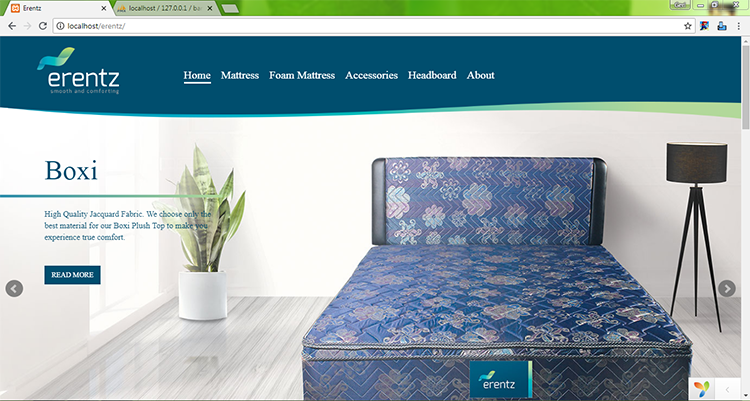 Erentz
localhost / 127.0.0.1 / ba
localhost/erentz/
erentz
smooth and comforting
Home Mattress Foam Mattress Accessories Headboard About
Boxi
High Quality Jacquard Fabric. We choose only the
best material for our Boxi Plush Top to make you
experience true comfort.
READ MORE
erentz